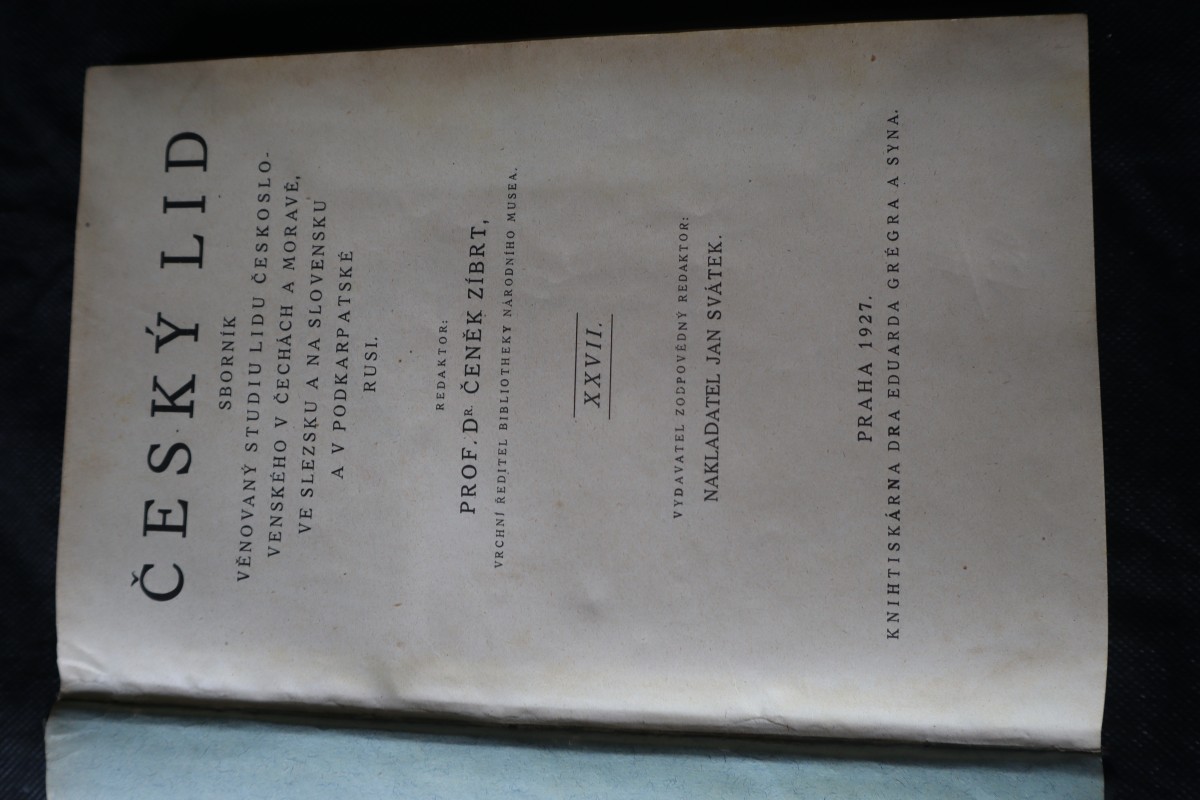 ČESKÝ LID
SBORNÍK
VĚNOVANÝ STUDIU LIDU ČESKOSLO-
VENSKÉHO V ČECHÁCH A MORAVĚ,
VE SLEZSKU A NA SLOVENSKU
A V PODKARPATSKÉ
RUSI.
REDAKTOR:
PROF. DR. ČENĚK ZÍBRT,
VRCHNÍ ŘEDITEL BIBLIOTHEKY NÁRODNÍHO MUSEA.
XXVII.
VYDAVATEL ZODPOVĚDNÝ REDAKTOR:
NAKLADATEL JAN SVÁTEK.
PRAHA 1927.
KNIHTISKÁRNA DRA EDUARDA GRÉGRA A SYNA.